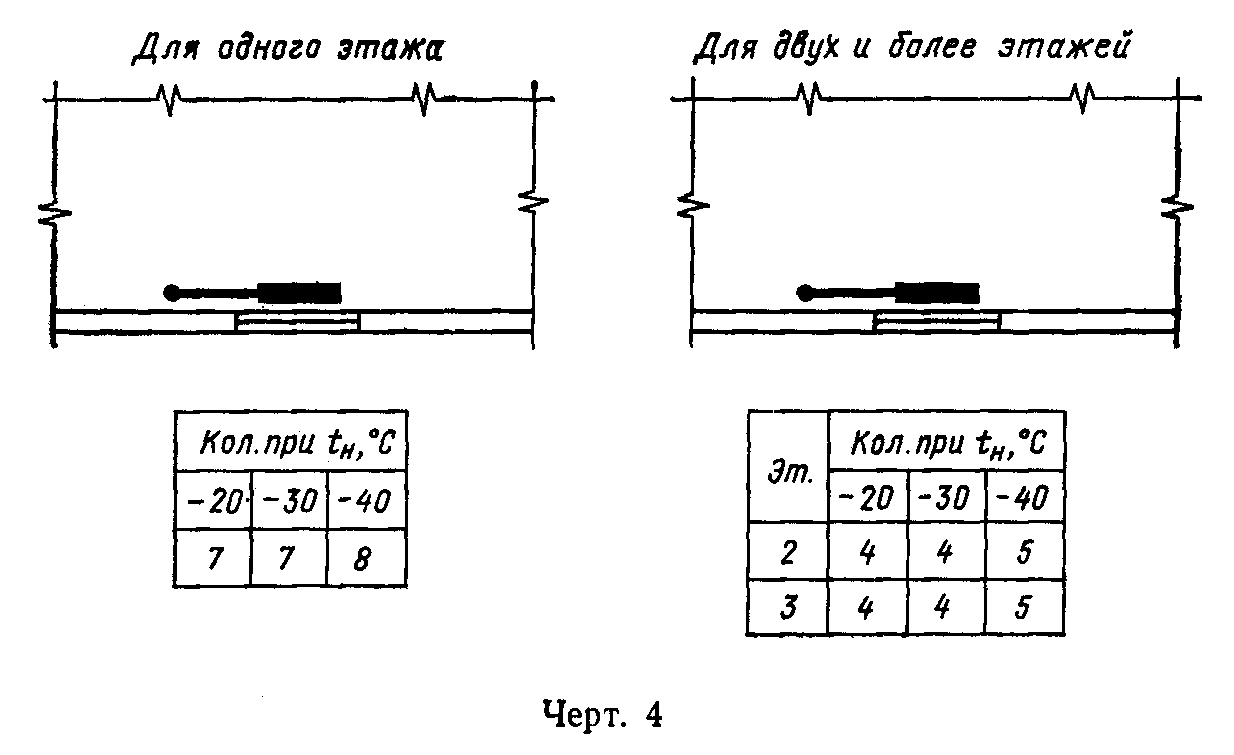 Для одного этажа
Для двух и более этажей
Кол. при tн, °C
-20 -30 -40
7 7 8
Эт. Кол. при tн, °C
-20 -30 -40
2 4 4 5
3 4 4 5
Черт. 4